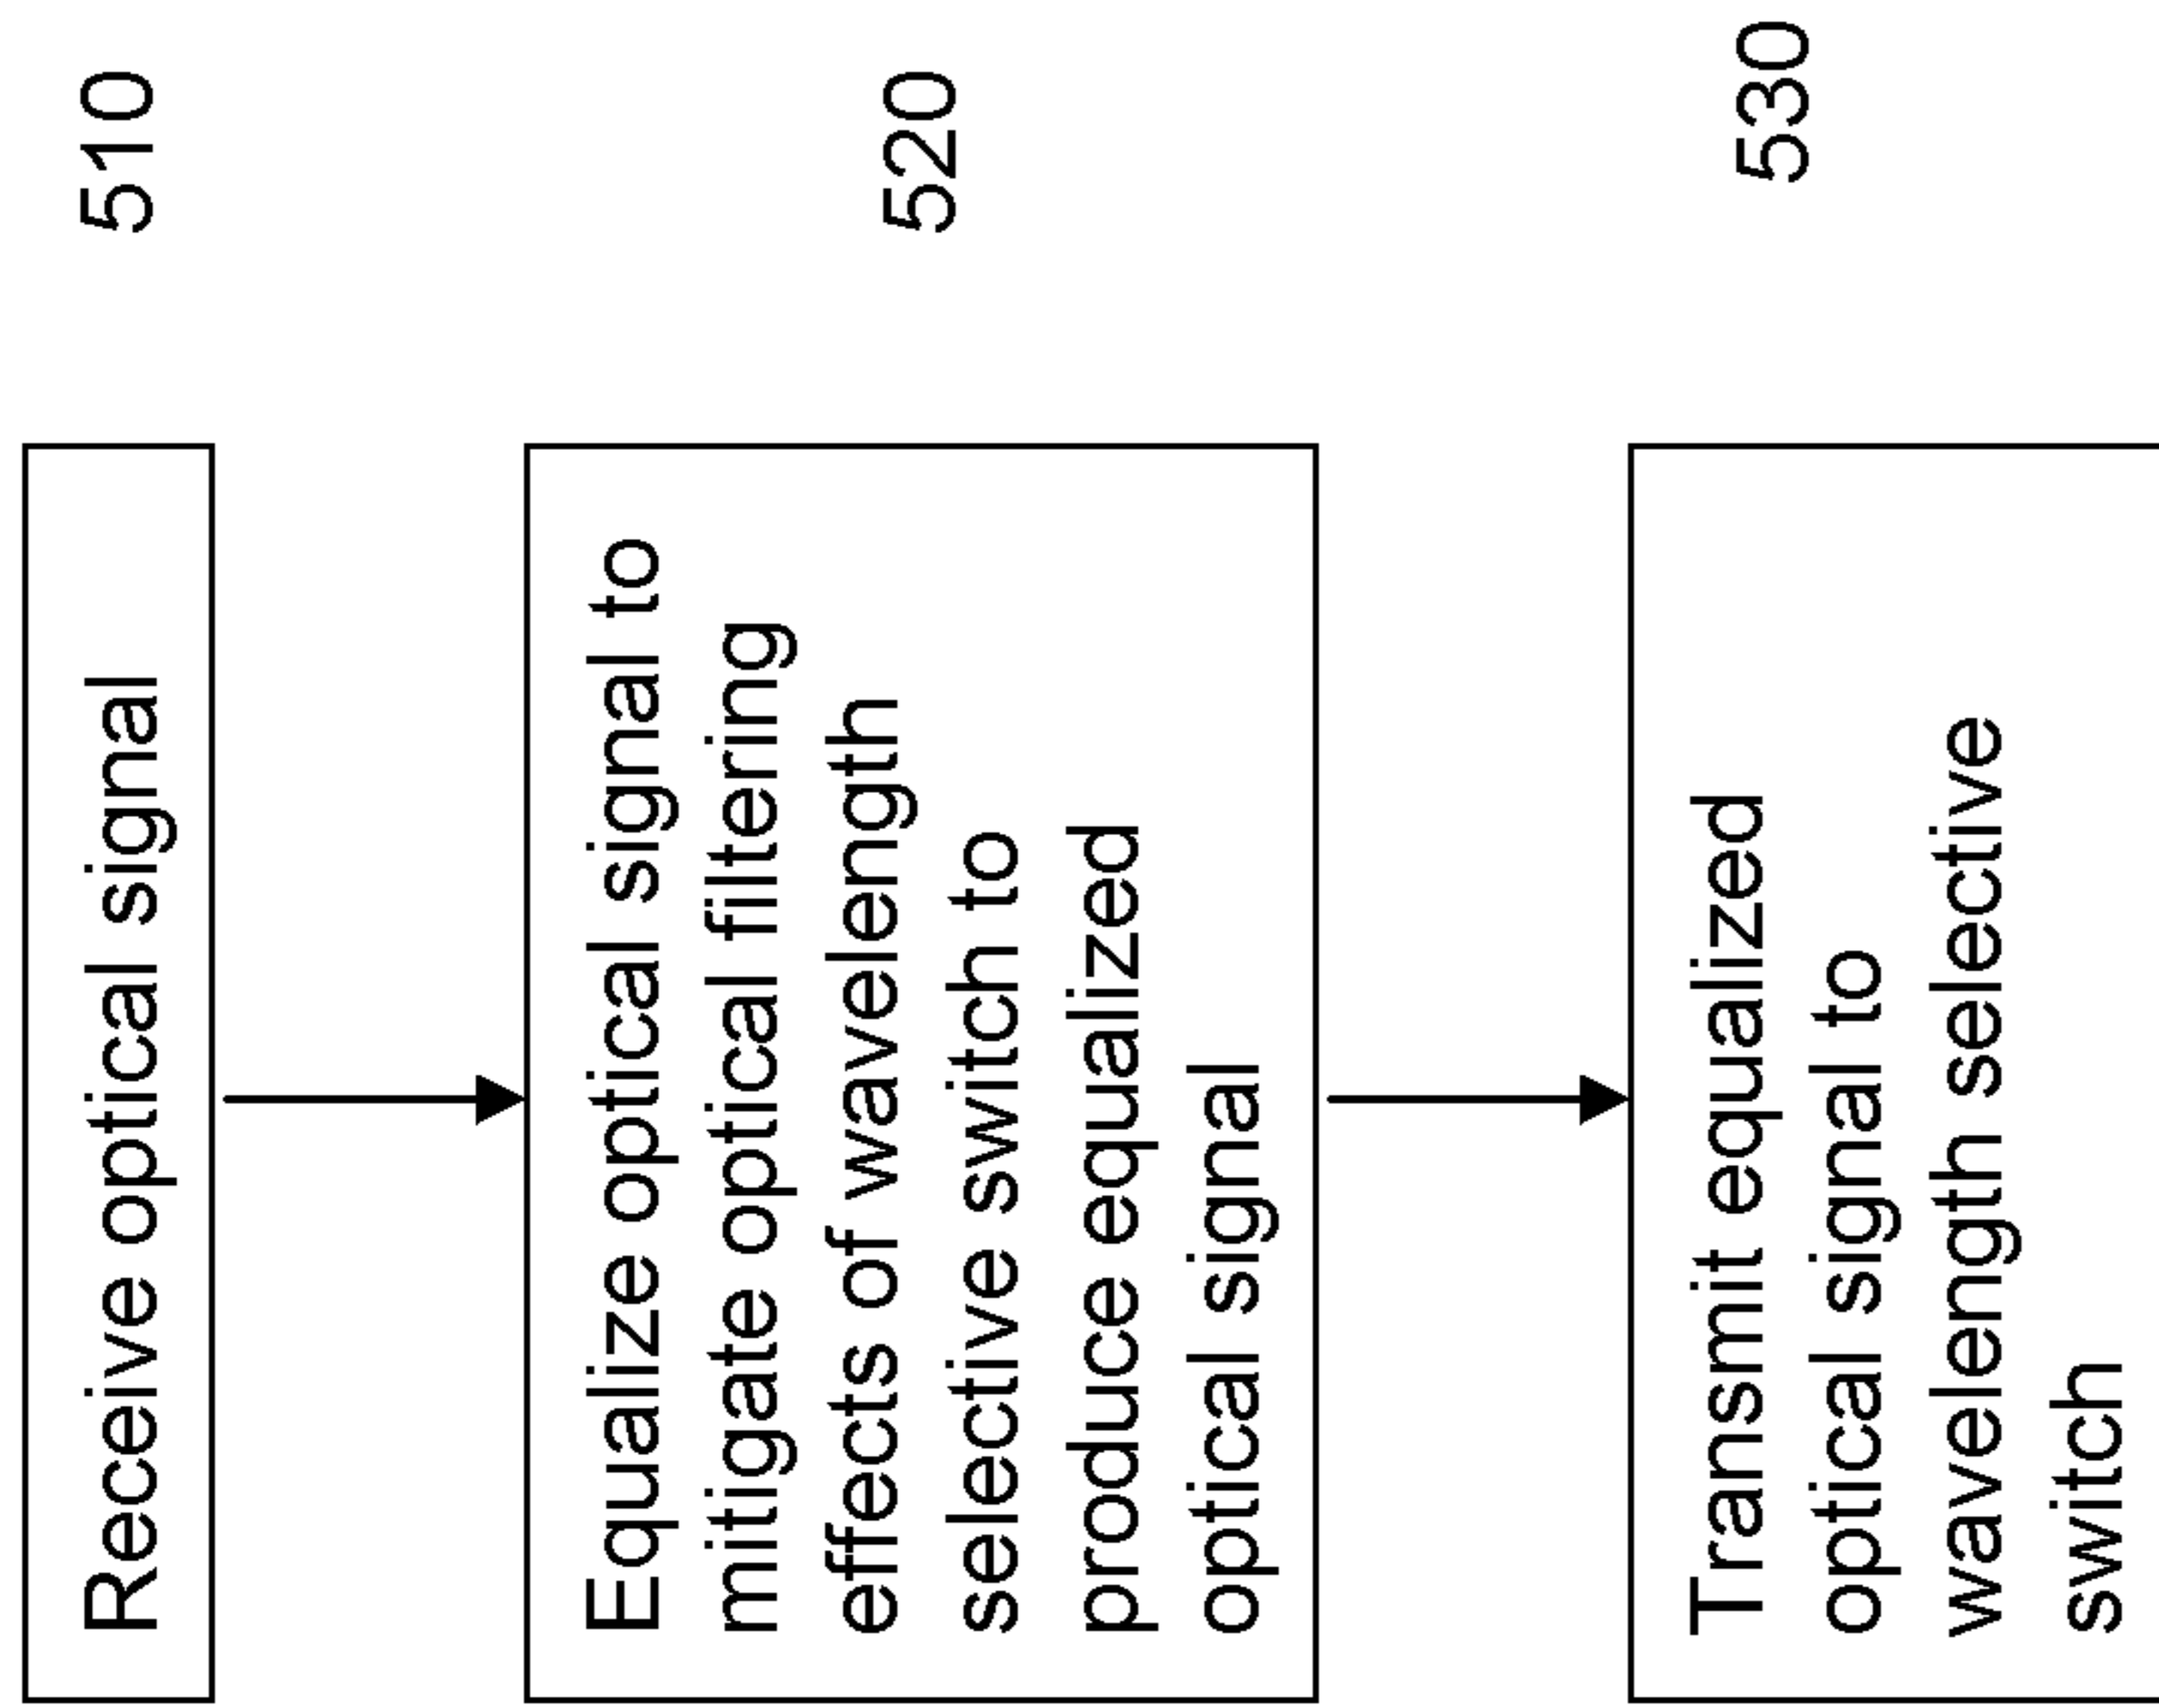 Receive optical signal
510
Equalize optical signal to
mitigate optical filtering
effects of wavelength
selective switch to
produce equalized
optical signal
520
Transmit equalized
optical signal to
wavelength selective
switch
530